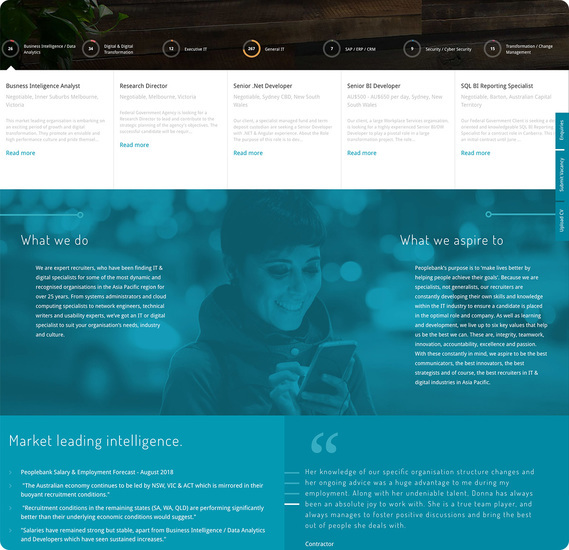 26
Business Inteligence / Data
Analytics
34
Digital & Digital
Transformation
12
Executive IT
267
General IT
7
SAP / ERP / CRM
9
Security / Cyber Security
15
Transformation / Change
Management
Business Inteligence Analyst
Negotiable, Inner Suburbs Melbourne,
Victoria
This market leading organisation is embarking on
an exciting period of growth and digital
transformation. They promote an enviable and
high performance culture and pride themsel...
Read more
Research Director
Negotiable, Melbourne, Victoria
Federal Government Agency is looking for a
Research Director to lead and contribute to the
strategic planning of the agency's objectives. The
successful candidate will be requir...
Read more
Senior .Net Developer
Negotiable, Sydney CBD, New South
Wales
Our client, a specialist managed fund and term
deposit custodian are seeking a Senior Developer
with .NET & Angular experience. About the Role
The purpose of this role is to des...
Read more
Senior BI Developer
AU$500 - AU$650 per day, Sydney, New
South Wales
Our client, a large Workplace Services organisation
is looking for a highly experienced Senior BI/DW
Developer to play a pivotal role in a large
transformation project. The role...
Read more
SQL BI Reporting Specialist
Negotiable, Barton, Australian Capital
Territory
Our Federal Government Client is seeking a
oriented and knowledgeable SQL BI Reporting
Specialist for a contract role in Canberra. This
an initial contract until June...
Read more
Enquiries
Submit Vacancy
Upload CV
What we do
We are expert recruiters, who have been finding IT &
digital specialists for some of the most dynamic and
recognised organisations in the Asia Pacific region for
over 25 years. From systems administrators and cloud
computing specialists to network engineers, technical
writers and usability experts, we've got an IT or digital
specialist to suit your organisation's needs, industry
and culture.
What we aspire to
Peoplebank's purpose is to 'make lives better by
helping people achieve their goals'. Because we are
specialists, not generalists, our recruiters are
constantly developing their own skills and knowledge
within the IT industry to ensure a candidate is placed
in the optimal role and company. As well as learning
and development, we live up to six key values that help
us be the best we can. These are, integrity, teamwork,
innovation, accountability, excellence and passion.
With these constantly in mind, we aspire to be the best
communicators, the best innovators, the best
strategists and of course, the best recruiters in IT &
digital industries in Asia Pacific.
Market leading intelligence.
Peoplebank Salary & Employment Forecast - August 2018
"The Australian economy continues to be led by NSW, VIC & ACT which is mirrored in their
buoyant recruitment conditions."
"Recruitment conditions in the remaining states (SA, WA, QLD) are performing significantly
better than their underlying economic conditions would suggest."
"Salaries have remained strong but stable, apart from Business Intelligence / Data Analytics
and Developers which have seen sustained increases."
“
Her knowledge of our specific organisation structure changes and
her ongoing advice was a huge advantage to me during my
employment. Along with her undeniable talent, Donna has always
been an absolute joy to work with. She is a true team player, and
always manages to foster positive discussions and bring the best
out of people she deals with.
Contractor